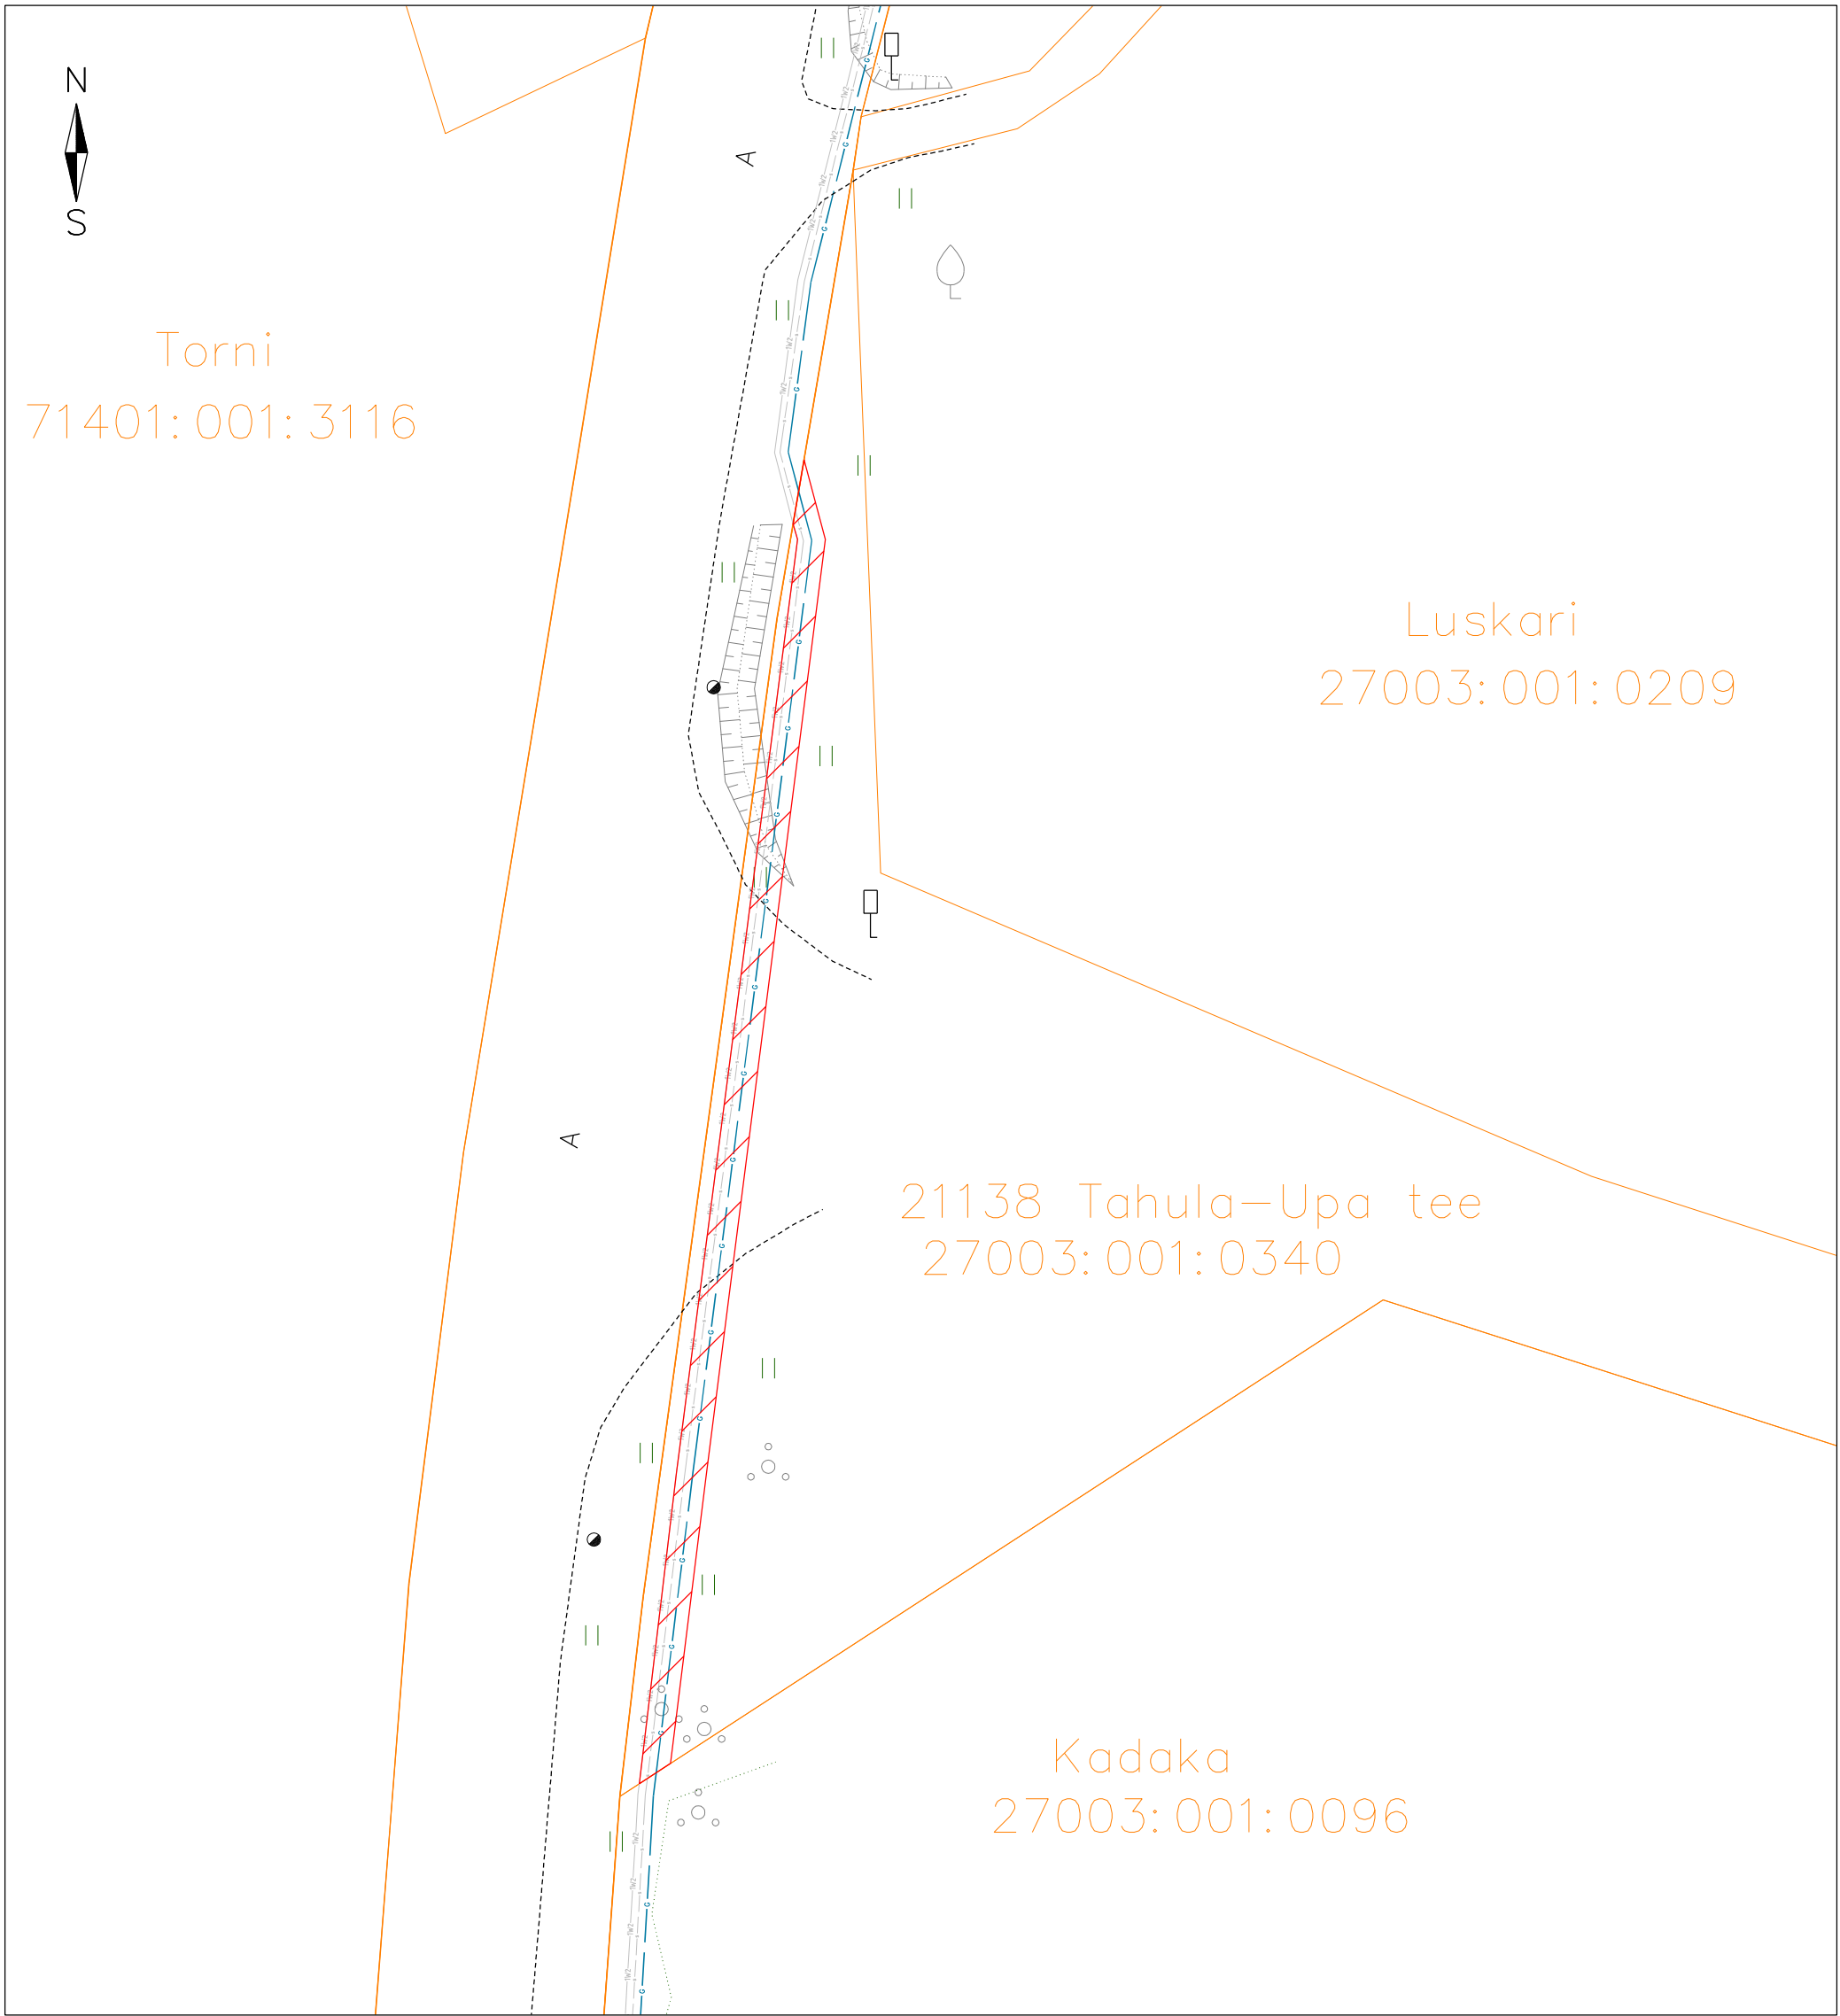 N
S
A
Torni
71401:001:3116
Luskari
27003:001:0209
A
21138 Tahula-Upa tee
27003:001:0340
Kadaka
27003:001:0096
TW2
G